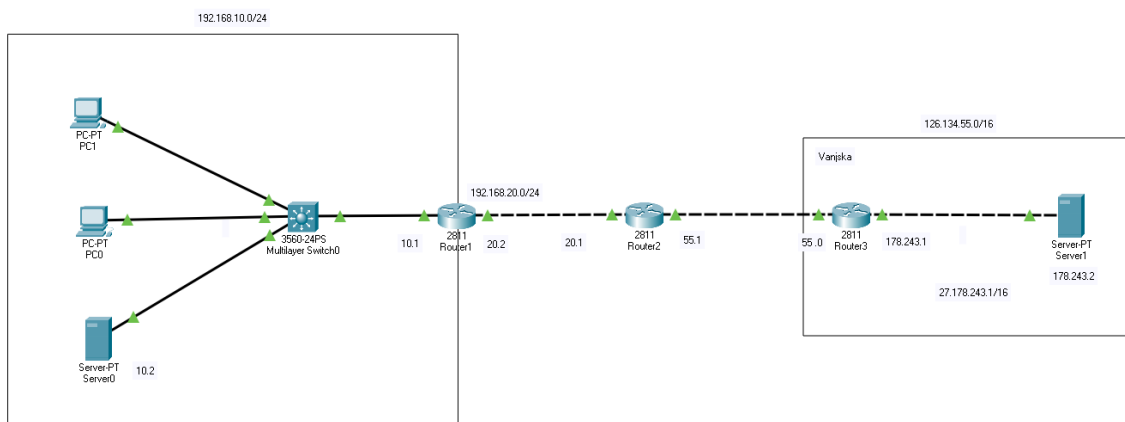 192.168.10.0/24
126.134.55.0/16
PC-PT
PC1
Vanjska
192.168.20.0/24
PC-PT
PC0
3560-24PS
Multilayer Switch0
10.1
2811
Router1
20.2
20.1
2811
Router2
55.1
55 .0
2811
Router3
178.243.1
Server-PT
Server1
178.243.2
27.178.243.1/16
Server-PT
Server0
10.2